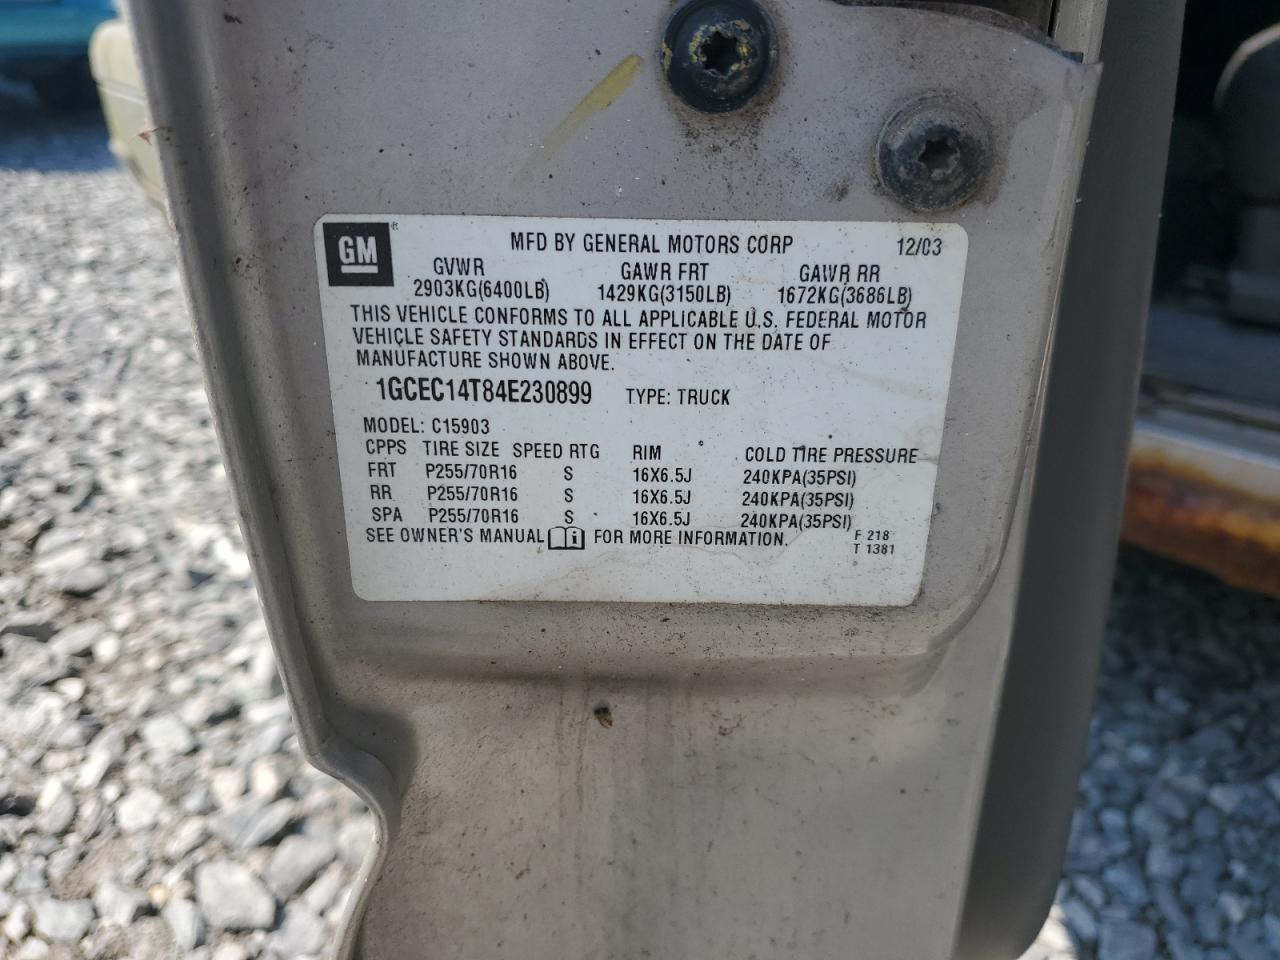 GM ® MFD BY GENERAL MOTORS CORP 12/03
GVWR GAWR FRT GAWR RR
2903KG(6400LB) 1429KG(3150LB) 1672KG(3686LB)
THIS VEHICLE CONFORMS TO ALL APPLICABLE U.S. FEDERAL MOTOR
VEHICLE SAFETY STANDARDS IN EFFECT ON THE DATE OF
MANUFACTURE SHOWN ABOVE.
1GCEC14T84E230899 TYPE: TRUCK
MODEL: C15903
CPPS TIRE SIZE SPEED RTG RIM COLD TIRE PRESSURE
FRT P255/70R16 S 16X6.5J 240KPA(35PSI)
RR P255/70R16 S 16X6.5J 240KPA(35PSI)
SPA P255/70R16 S 16X6.5J 240KPA(35PSI)
SEE OWNER'S MANUAL i FOR MORE INFORMATION. F 218
T 1381